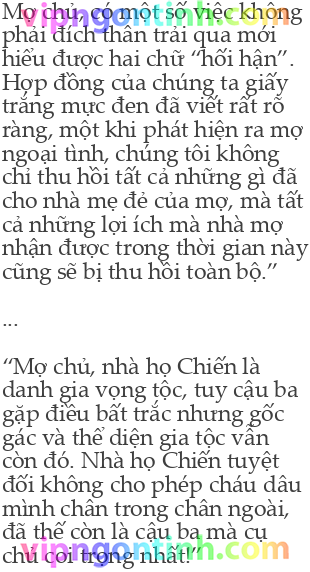 Mợ chủ, có một số việc không
phải đích thân trải qua mới
hiểu được hai chữ “hối hận”.
Hợp đồng của chúng ta giấy
trắng mực đen đã viết rất rõ
ràng, một khi phát hiện ra mợ
ngoại tình, chúng tôi không
chỉ thu hồi tất cả những gì đã
cho nhà mẹ đẻ của mợ, mà tất
cả những lợi ích mà nhà mợ
nhận được trong thời gian này
cũng sẽ bị thu hồi toàn bộ.”
...
“Mợ chủ, nhà họ Chiến là
danh gia vọng tộc, tuy cậu ba
gặp điều bất trắc nhưng gốc
gác và thể diện gia tộc vẫn
còn đó. Nhà họ Chiến tuyệt
đối không cho phép cháu dâu
mình chân trong chân ngoài,
đã thế còn là cậu ba mà cụ
chủ coi trọng nhất!”
vipngontinh.com
vipngontinh.com